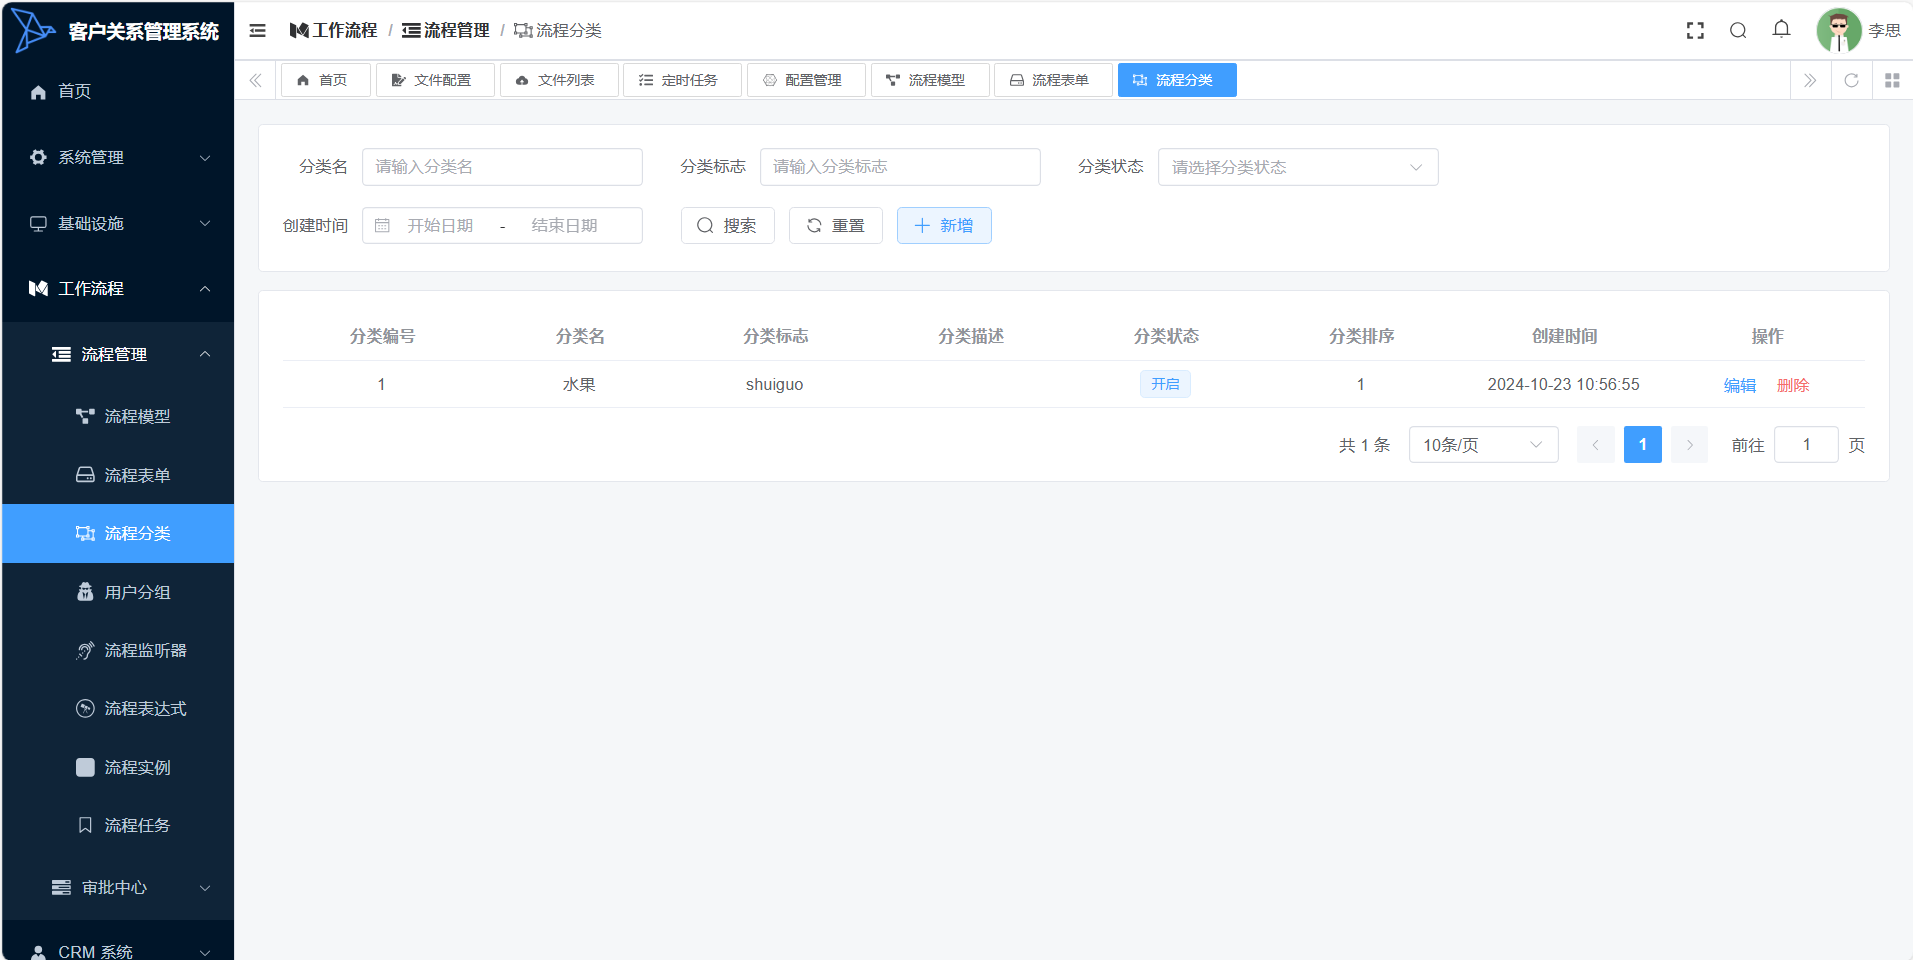 客户关系管理系统
工作流程 / 流程管理 / 流程分类
李思
首页
系统管理
基础设施
工作流程
流程管理
流程模型
流程表单
流程分类
用户分组
流程监听器
流程表达式
流程实例
流程任务
审批中心
CRM 系统
首页 文件配置 文件列表 定时任务 配置管理 流程模型 流程表单 流程分类
分类名 请输入分类名 分类标志 请输入分类标志 分类状态 请选择分类状态
创建时间 开始日期 - 结束日期 搜索 重置 新增
分类编号 分类名 分类标志 分类描述 分类状态 分类排序 创建时间 操作
1 水果 shuiguo 开启 1 2024-10-23 10:56:55 编辑 删除
共 1 条 10条/页 1 前往 1 页